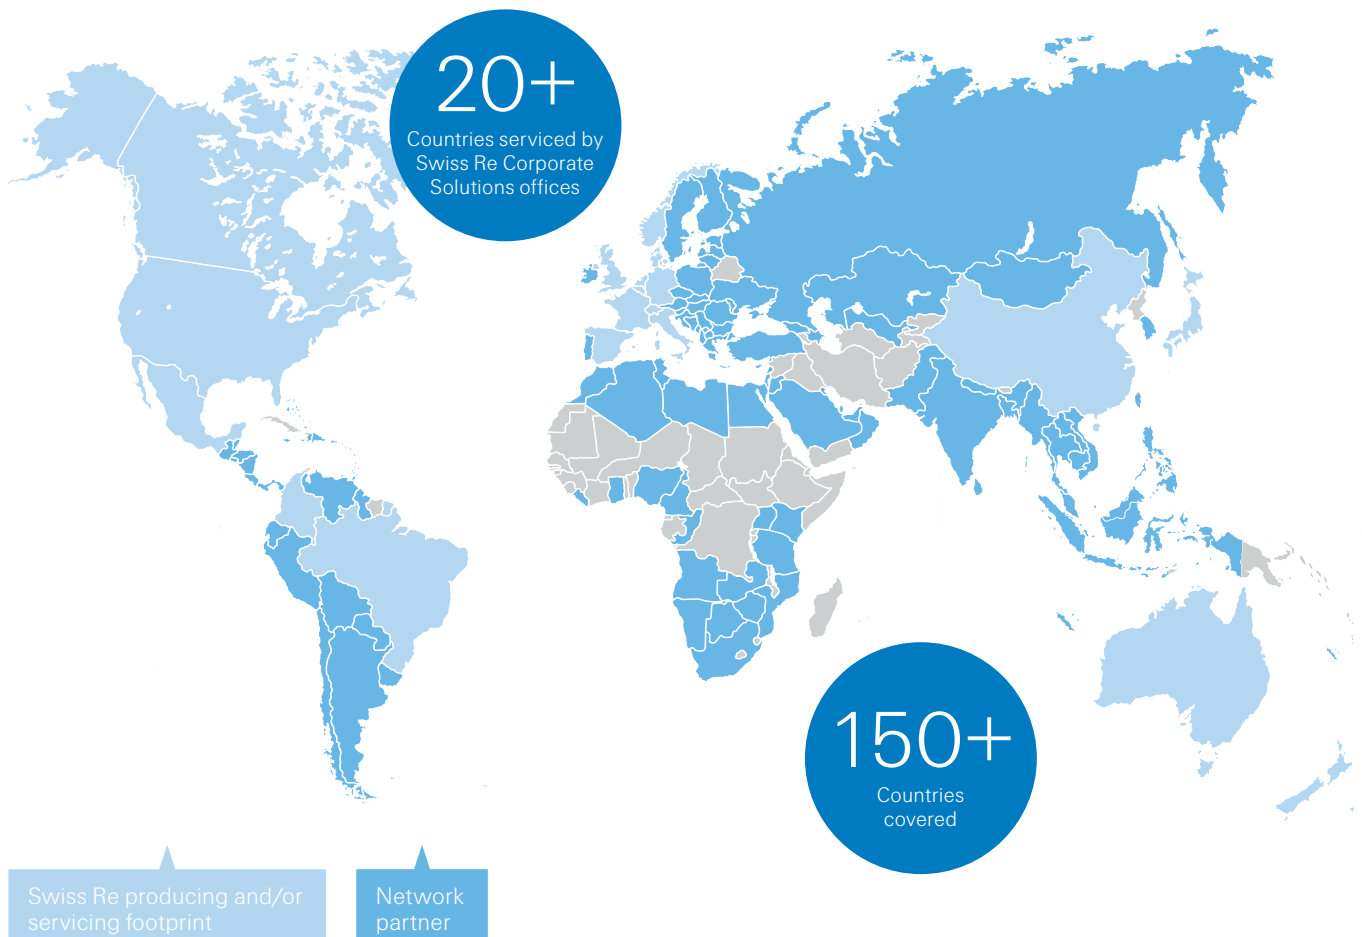 20+
Countries serviced by
Swiss Re Corporate
Solutions offices
150+
Countries
covered
Swiss Re producing and/or
servicing footprint
Network
partner